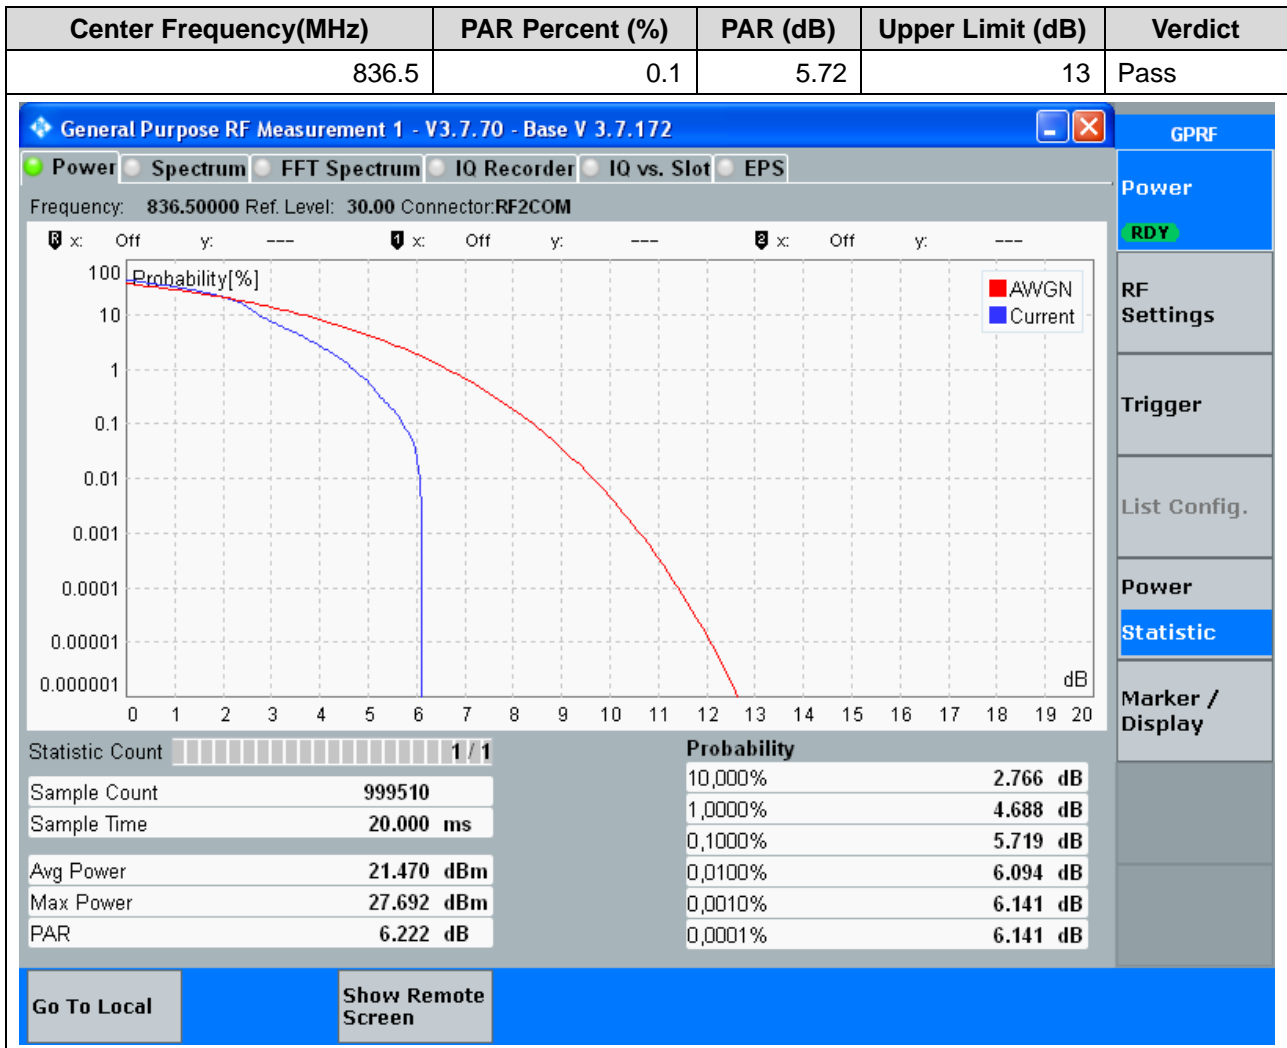 Center Frequency(MHz) PAR Percent (%) PAR (dB) Upper Limit (dB) Verdict
836.5 0.1 5.72 13 Pass
General Purpose RF Measurement 1 - V3.7.70 - Base V 3.7.172
GPRF
Power Spectrum FFT Spectrum IQ Recorder IQ vs. Slot EPS
Power
RDY
Frequency: 836.50000 Ref. Level: 30.00 Connector:RF2COM
R x: Off y: --- 1 x: Off y: --- 2 x: Off y: ---
Probability[%]
AWGN
Current
100
10
1
0.1
0.01
0.001
0.0001
0.00001
0.000001
dB
0 1 2 3 4 5 6 7 8 9 10 11 12 13 14 15 16 17 18 19 20
RF
Settings
Trigger
List Config.
Power
Statistic
Marker /
Display
Statistic Count 1 / 1
Sample Count 999510
Sample Time 20.000 ms
Avg Power 21.470 dBm
Max Power 27.692 dBm
PAR 6.222 dB
Probability
10,000% 2.766 dB
1,0000% 4.688 dB
0,1000% 5.719 dB
0,0100% 6.094 dB
0,0010% 6.141 dB
0,0001% 6.141 dB
Go To Local
Show Remote
Screen